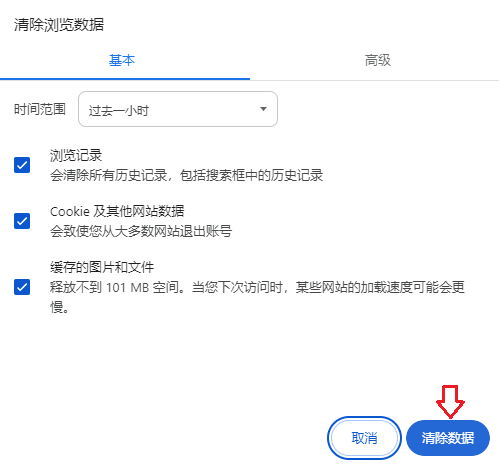 清除浏览数据
基本
高级
时间范围
过去一小时
浏览记录
会清除所有历史记录，包括搜索框中的历史记录
Cookie 及其他网站数据
会致使您从大多数网站退出账号
缓存的图片和文件
释放不到 101 MB 空间。当您下次访问时，某些网站的加载速度可能会更
慢。
取消
清除数据